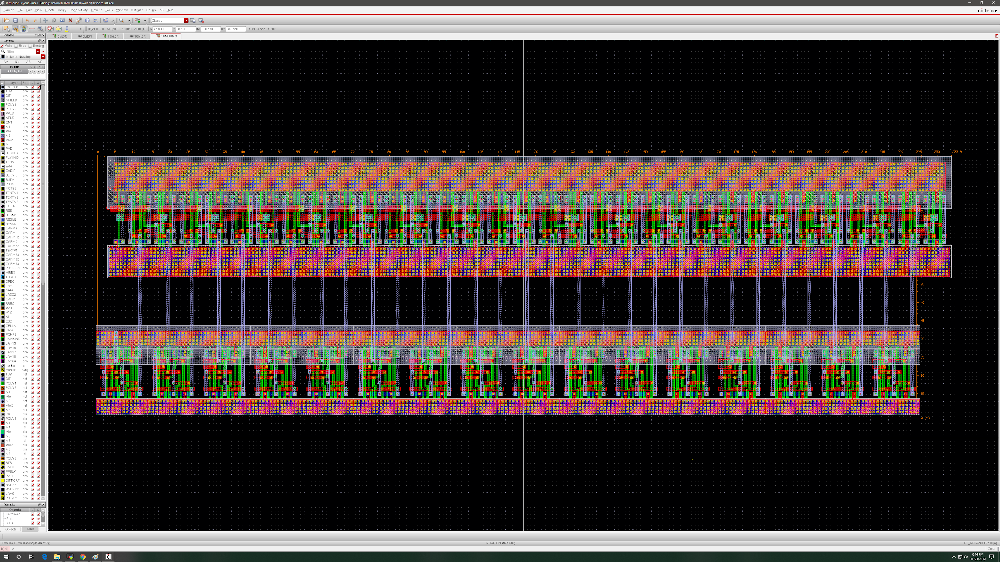 Virtuoso? Layout Suite L Editing: cmosvlsi 16MUXtest layout *@scln2.rc.usf.edu
Launch File Edit View Create Verify Connectivity Options Tools Window Optimize Calibre c5 Help
cādence
» » » Classic
» (F)Select:0 Sel(N):0 Sel(I):0 Sel(O):0 X 46.500 Y -5.900 dX -70.650 dY -82.850 Dist:108.883 Cmd:
Palette
8bitSR 8bitSR 16bitSR 16bitSR 16MUXtest
Layers
Valid Used Routing
Filter
instance drawing
AV NV AS NS
Name Vis Sel
All Layers
Layer Pu... V S
instance drw
TUB drw
DIF drw
NFIELD drw
POLY1 drw
POLY2 drw
PPLS drw
NPLS drw
CNT drw
M1 drw
VIA drw
M2 drw
VIA2 drw
M3 drw
PAD drw
RESBLK drw
PLYIMID drw
TERM drw
ERR drw
EXDIF drw
BLKMK drw
BJTM drw
PBUS drw
NOTES drw
TEXTM1 drw
TEXTM2 drw
TEXTM3 drw
CO...NT drw
RES drw
RESM1 drw
RESM2 drw
RESM3 drw
CAPM9 drw
CAPM11 drw
CAPM12 drw
CAPM21 drw
CAPM22 drw
TEXTP1 drw
CAPM23 drw
CAPM32 drw
CAPM33 drw
PROBEPT drw
HIRES drw
THKGT drw
DREC drw
LREC drw
NREC drw
LREC2 drw
CAPM drw
RREC drw
V20 drw
V12 drw
NI drw
ESD drw
CELLM drw
DNW drw
PCHRS drw
HVNMNS drw
LAY15 drw
LAY16 drw
LAY17 drw
LAY18 drw
LAY34 drw
marker err
marker wng
TUB net
DIF net
POLY1 net
POLY2 net
M1 net
VIA net
M2 net
VIA2 net
M3 net
DIF pin
POLY1 pin
M1 pin
M1 lbl
VIA pin
M2 pin
M2 lbl
VIA2 pin
M3 pin
M3 lbl
POLY2 pin
RTB drw
HVDIO drw
PPBLK drw
PWB drw
DIFFCAP drw
BNDRY drw
BNDRY2 drw
LAY0 drw
PR...AM drw
Objects
Objects V S
Instances
Pins
Vias
Objects Grids
0 5 10 15 20 25 30 35 40 45 50 55 60 65 70 75 80 85 90 95 100 105 110 115 120 125 130 135 140 145 150 155 160 165 170 175 180 185 190 195 200 205 210 215 220 225 230 233.9
35
40
45
50
55
60
65
70.95
mouse L: mouseSingleSelectPt() M: leHiCreateRuler() R: _lxHiMousePopUp()
1(14) > Cmd:
6:14 PM
11/23/2019